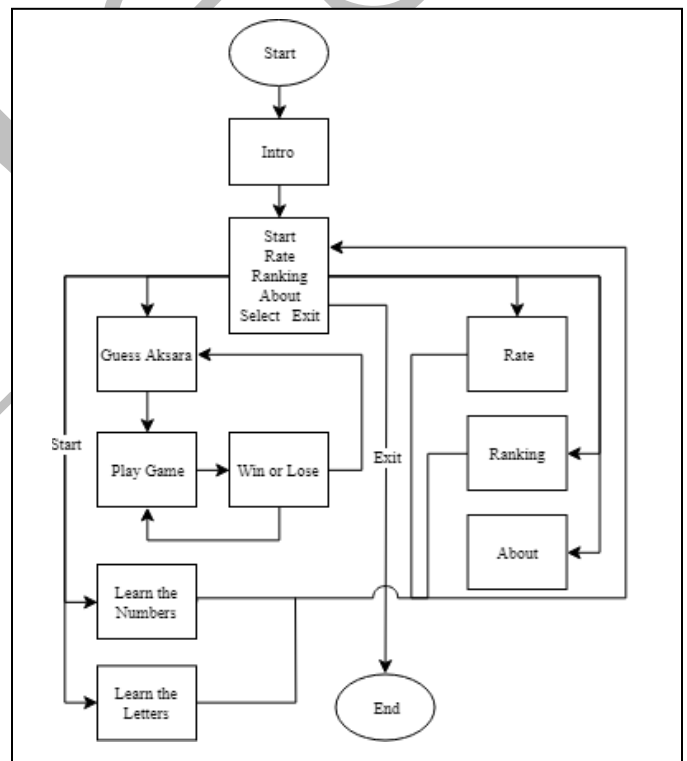 Start
Intro
Start
Rate
Ranking
About
Select Exit
Guess Aksara
Rate
Start
Play Game
Win or Lose
Exit
Ranking
About
Learn the
Numbers
Learn the
Letters
End